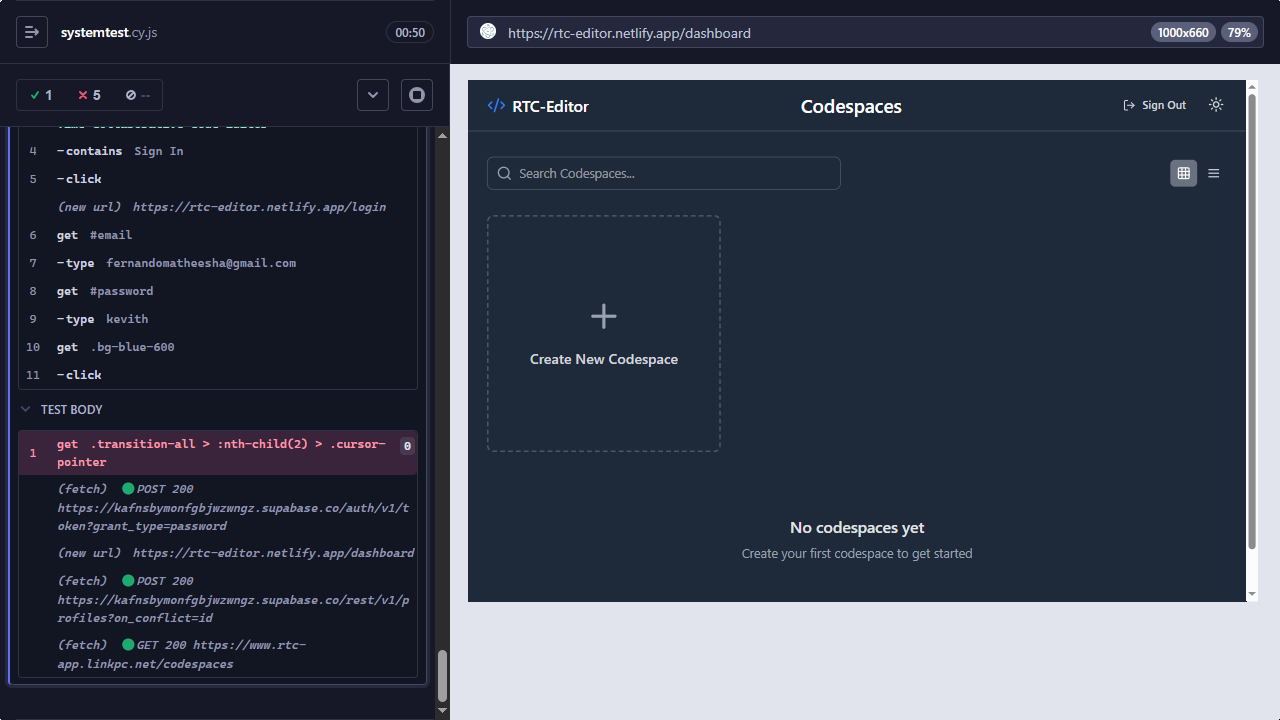 systemtest.cy.js
00:50
1
5
--
4 -contains Sign In
5 -click
(new url) https://rtc-editor.netlify.app/login
6 get #email
7 -type fernandomatheesha@gmail.com
8 get #password
9 -type kevith
10 get .bg-blue-600
11 -click
TEST BODY
1 get .transition-all > :nth-child(2) > .cursor-
pointer
0
(fetch) POST 200
https://kafnsbymonfgbjwzwngz.supabase.co/auth/v1/t
oken?grant_type=password
(new url) https://rtc-editor.netlify.app/dashboard
(fetch) POST 200
https://kafnsbymonfgbjwzwngz.supabase.co/rest/v1/p
rofiles?on_conflict=id
(fetch) GET 200 https://www.rtc-
app.linkpc.net/codespaces
https://rtc-editor.netlify.app/dashboard
1000x660
79%
</> RTC-Editor
Codespaces
Sign Out
Search Codespaces...
Create New Codespace
No codespaces yet
Create your first codespace to get started